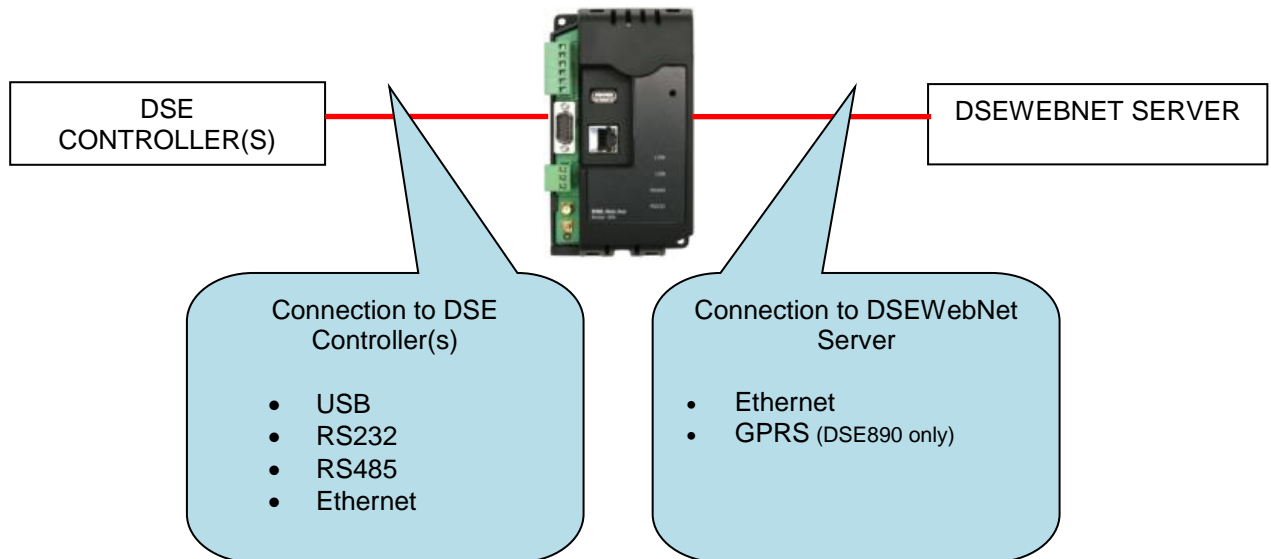 DSE
CONTROLLER(S)
DSEWEBNET SERVER
Connection to DSE
Controller(s)
• USB
• RS232
• RS485
• Ethernet
Connection to DSEWebNet
Server
• Ethernet
• GPRS (DSE890 only)